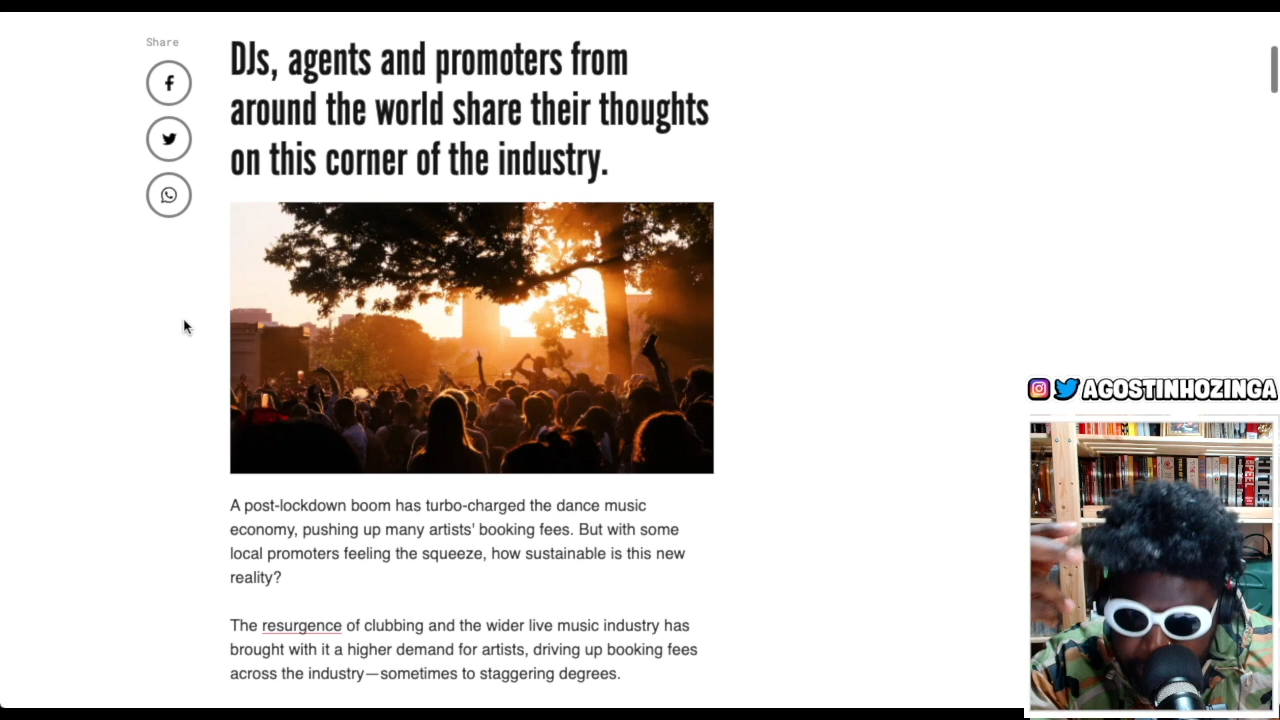 Share
DJs, agents and promoters from
around the world share their thoughts
on this corner of the industry.
A post-lockdown boom has turbo-charged the dance music
economy, pushing up many artists' booking fees. But with some
local promoters feeling the squeeze, how sustainable is this new
reality?
The resurgence of clubbing and the wider live music industry has
brought with it a higher demand for artists, driving up booking fees
across the industry—sometimes to staggering degrees.
AGOSTINHOZINGA